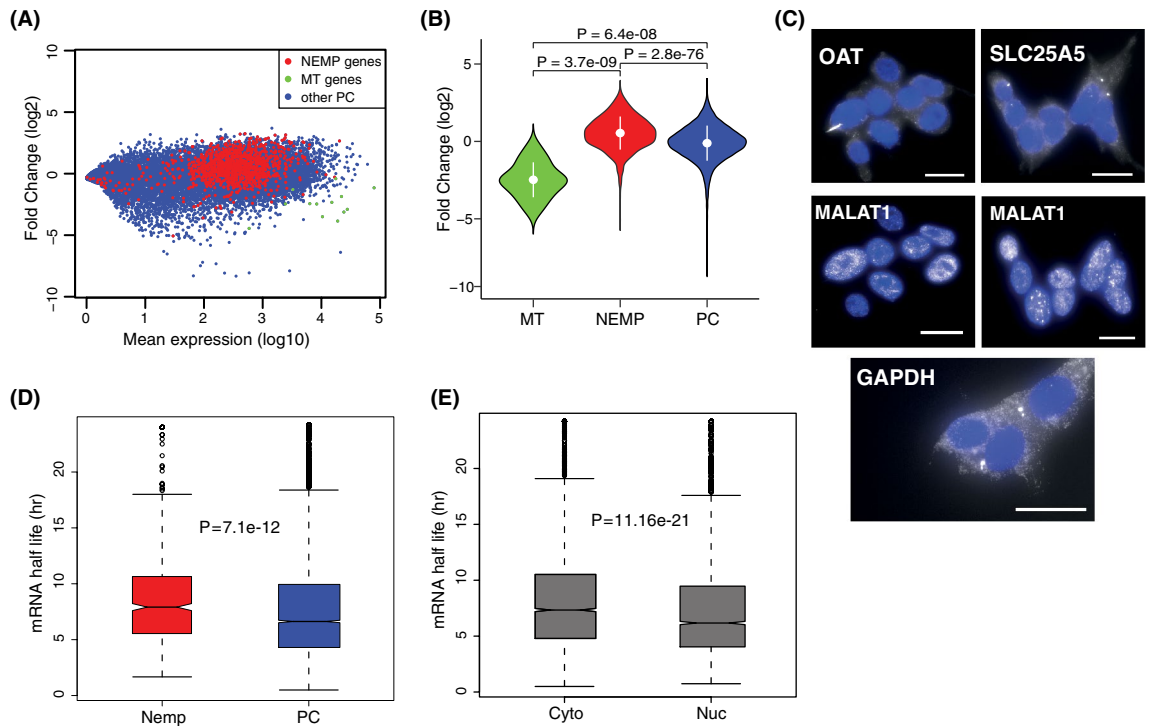 (A)
Fold Change (log2)
10
5
0
−5
−10
NEMP genes
MT genes
other PC
0 1 2 3 4 5
Mean expression (log10)
(B)
Fold Change (log2)
5
0
−5
−10
P = 6.4e-08
P = 3.7e-09
P = 2.8e-76
MT NEMP PC
(C)
OAT
SLC25A5
MALAT1
MALAT1
GAPDH
(D)
mRNA half life (hr)
20
15
10
5
0
P=7.1e-12
Nemp PC
(E)
mRNA half life (hr)
20
15
10
5
0
P=11.16e-21
Cyto Nuc